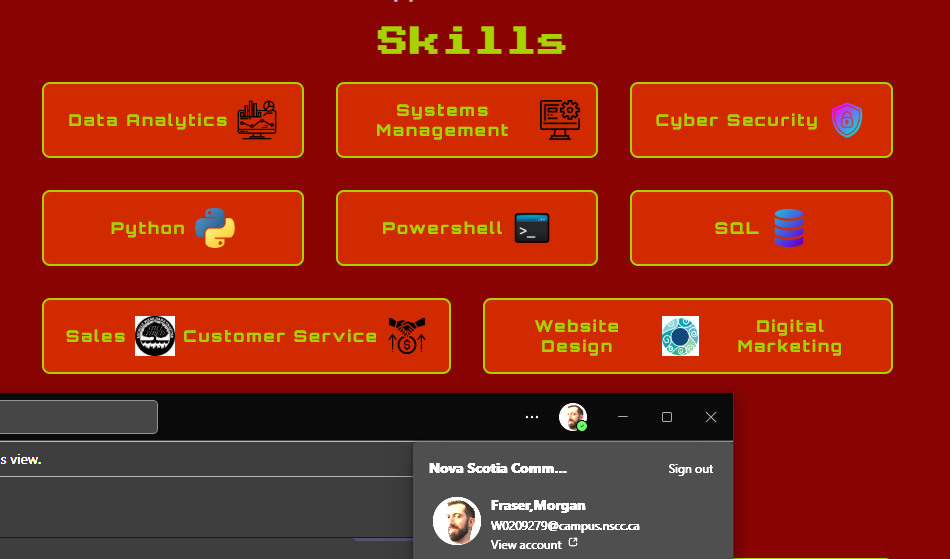 Skills
Data Analytics
Systems
Management
Cyber Security
Python
Powershell
>_
SQL
Sales
Customer Service
Website
Design
Digital
Marketing
s view.
Nova Scotia Comm...
Sign out
Fraser,Morgan
W0209279@campus.nscc.ca
View account